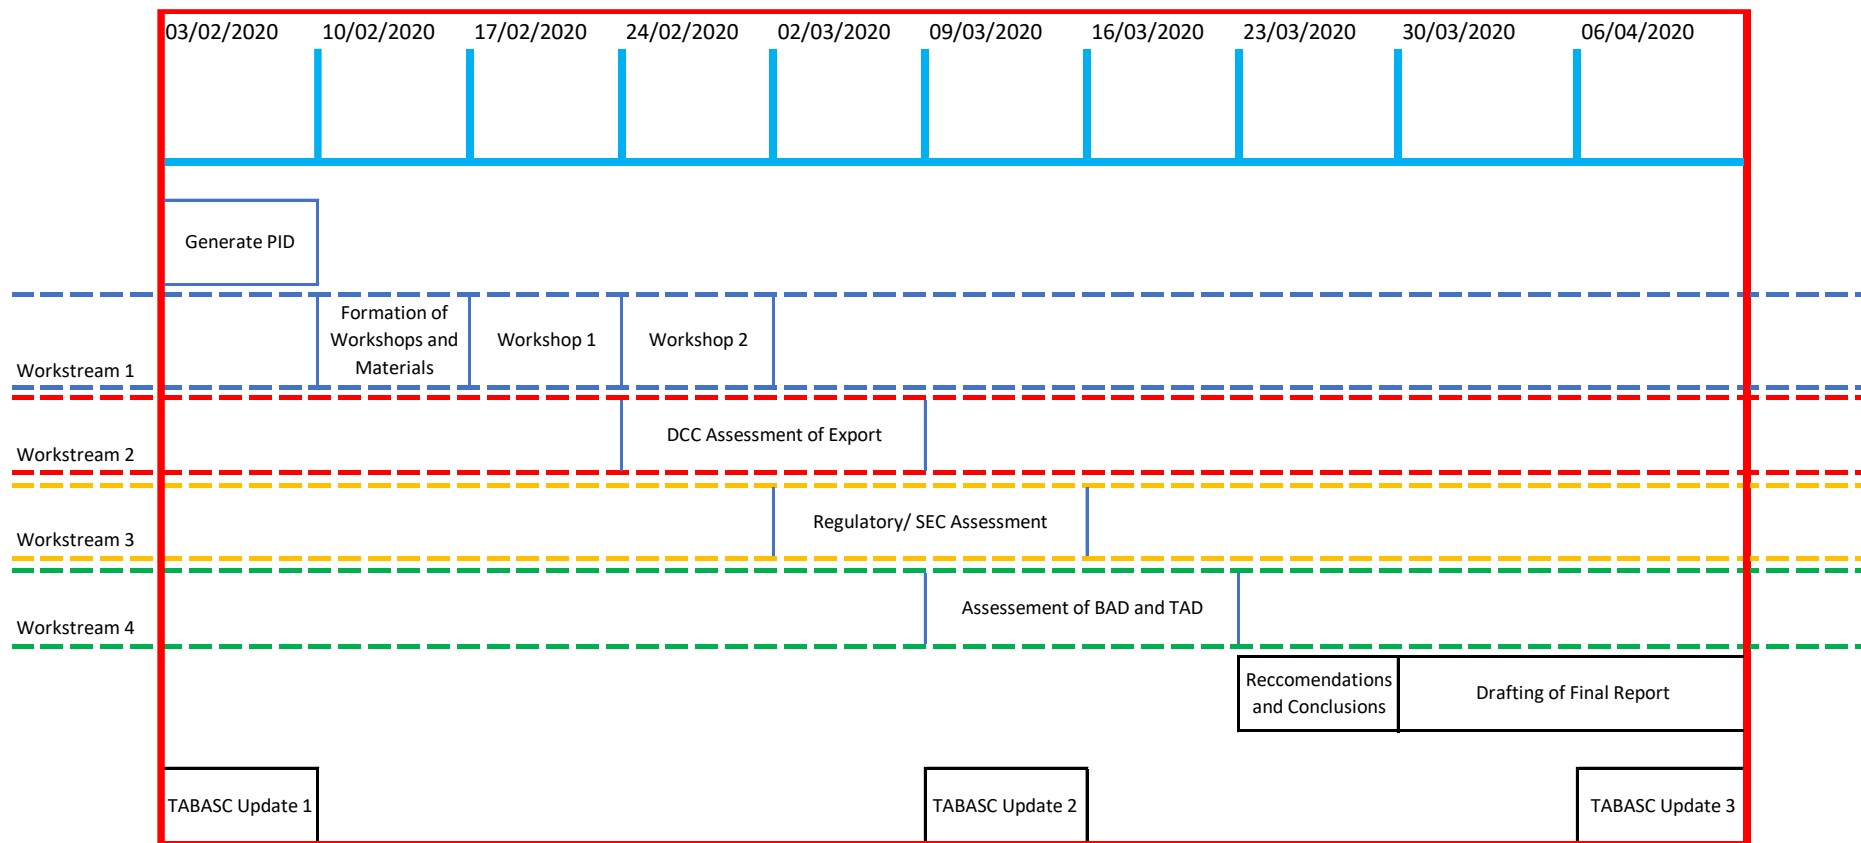 03/02/2020 10/02/2020 17/02/2020 24/02/2020 02/03/2020 09/03/2020 16/03/2020 23/03/2020 30/03/2020 06/04/2020
Generate PID
Workstream 1
Formation of
Workshops and
Materials
Workshop 1
Workshop 2
Workstream 2
DCC Assessment of Export
Workstream 3
Regulatory/ SEC Assessment
Workstream 4
Assessement of BAD and TAD
Reccomendations
and Conclusions
Drafting of Final Report
TABASC Update 1
TABASC Update 2
TABASC Update 3